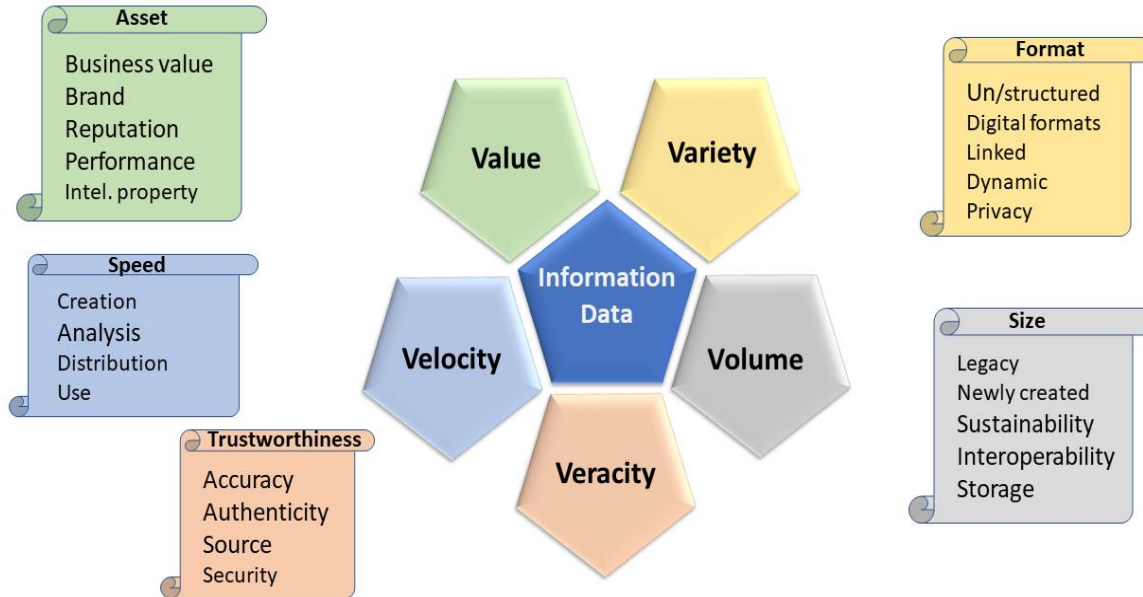 Asset
Business value
Brand
Reputation
Performance
Intel. property
Speed
Creation
Analysis
Distribution
Use
Trustworthiness
Accuracy
Authenticity
Source
Security
Value
Variety
Information
Data
Velocity
Volume
Veracity
Format
Un/structured
Digital formats
Linked
Dynamic
Privacy
Size
Legacy
Newly created
Sustainability
Interoperability
Storage